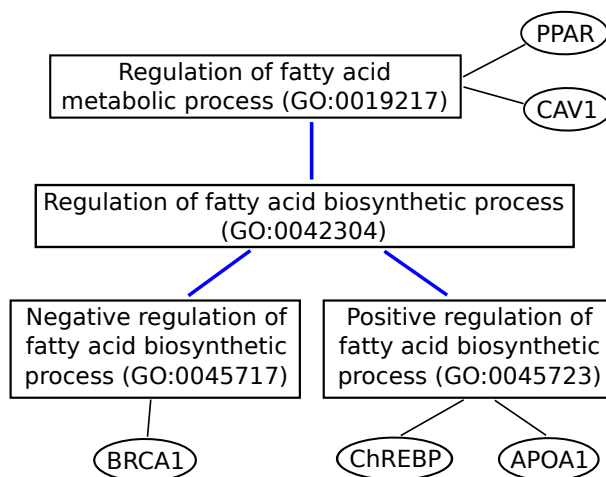 PPAR
Regulation of fatty acid
metabolic process (GO:0019217)
CAV1
Regulation of fatty acid biosynthetic process
(GO:0042304)
Negative regulation of
fatty acid biosynthetic
process (GO:0045717)
Positive regulation of
fatty acid biosynthetic
process (GO:0045723)
BRCA1
ChREBP
APOA1